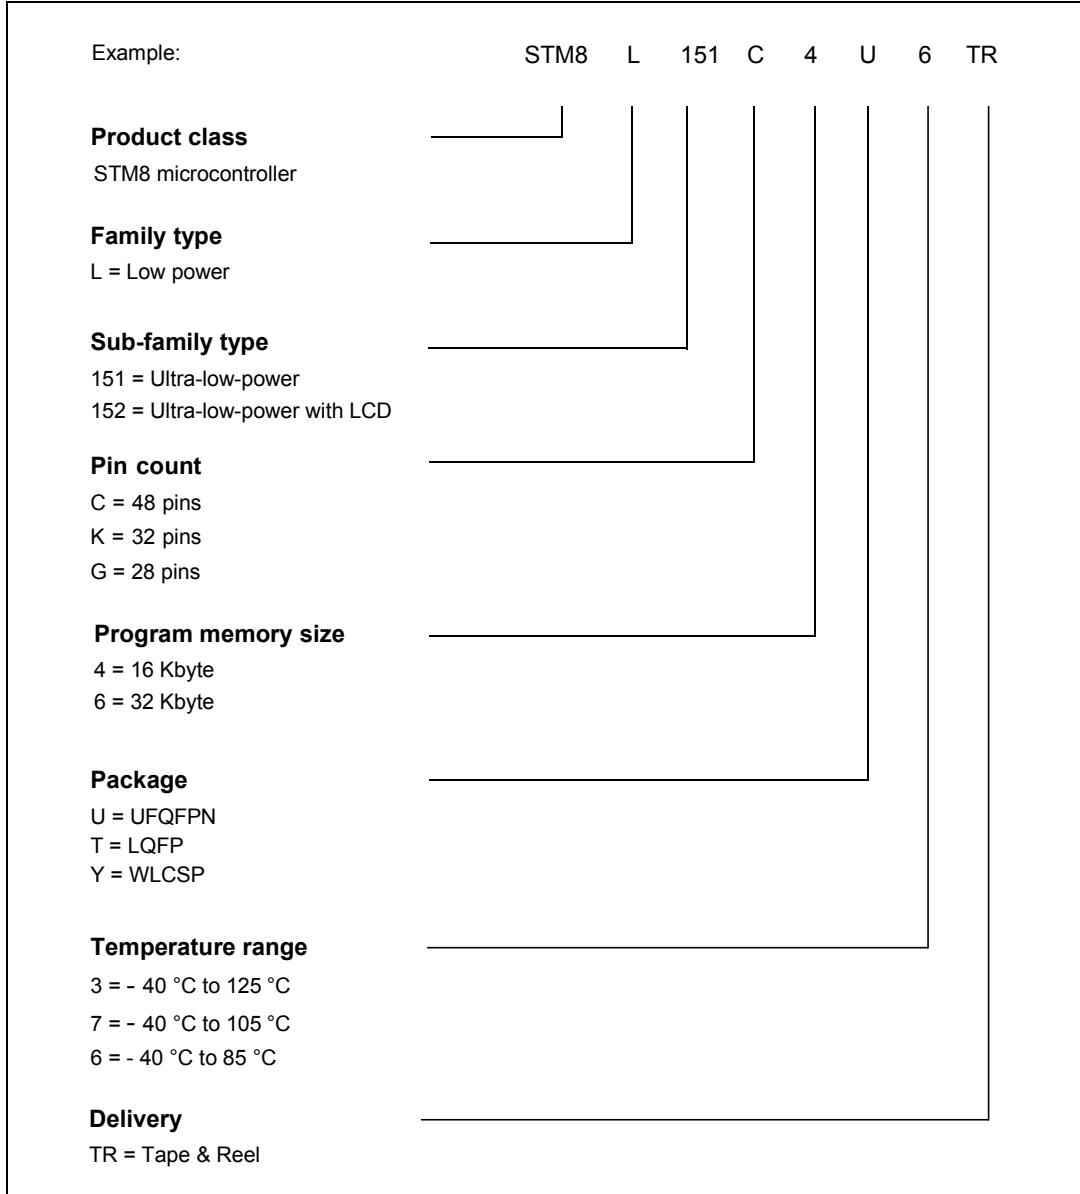 Example: STM8 L 151 C 4 U 6 TR
Product class
STM8 microcontroller
Family type
L = Low power
Sub-family type
151 = Ultra-low-power
152 = Ultra-low-power with LCD
Pin count
C = 48 pins
K = 32 pins
G = 28 pins
Program memory size
4 = 16 Kbyte
6 = 32 Kbyte
Package
U = UFQFPN
T = LQFP
Y = WLCSP
Temperature range
3 = - 40 °C to 125 °C
7 = - 40 °C to 105 °C
6 = - 40 °C to 85 °C
Delivery
TR = Tape & Reel